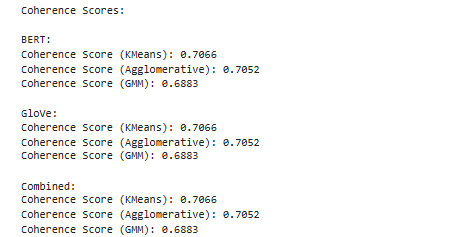 Coherence Scores:
BERT:
Coherence Score (KMeans): 0.7066
Coherence Score (Agglomerative): 0.7052
Coherence Score (GMM): 0.6883
GloVe:
Coherence Score (KMeans): 0.7066
Coherence Score (Agglomerative): 0.7052
Coherence Score (GMM): 0.6883
Combined:
Coherence Score (KMeans): 0.7066
Coherence Score (Agglomerative): 0.7052
Coherence Score (GMM): 0.6883